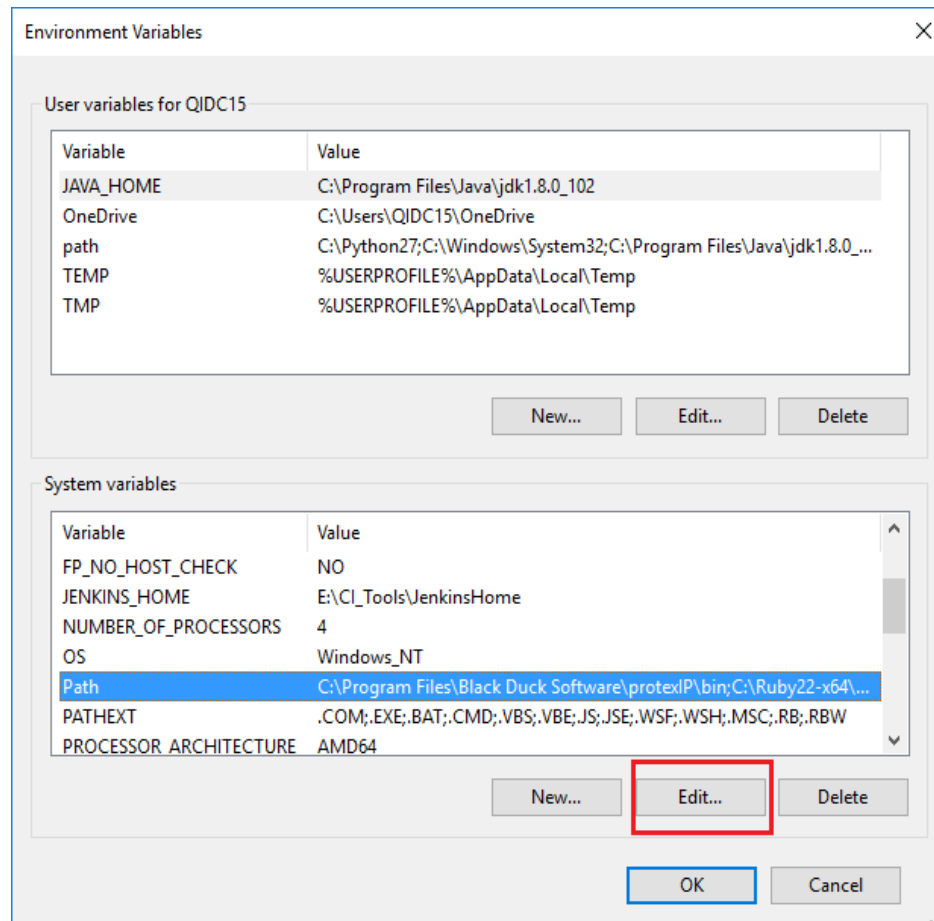 Environment Variables
User variables for QIDC15
Variable Value
JAVA_HOME C:\Program Files\Java\jdk1.8.0_102
OneDrive C:\Users\QIDC15\OneDrive
path C:\Python27;C:\Windows\System32;C:\Program Files\Java\jdk1.8.0_...
TEMP %USERPROFILE%\AppData\Local\Temp
TMP %USERPROFILE%\AppData\Local\Temp
New... Edit... Delete
System variables
Variable Value
FP_NO_HOST_CHECK NO
JENKINS_HOME E:\CI_Tools\JenkinsHome
NUMBER_OF_PROCESSORS 4
OS Windows_NT
Path C:\Program Files\Black Duck Software\protexIP\bin;C:\Ruby22-x64\...
PATHEXT .COM;.EXE;.BAT;.CMD;.VBS;.VBE;.JS;.JSE;.WSF;.WSH;.MSC;.RB;.RBW
PROCESSOR_ARCHITECTURE AMD64
New... Edit... Delete
OK Cancel